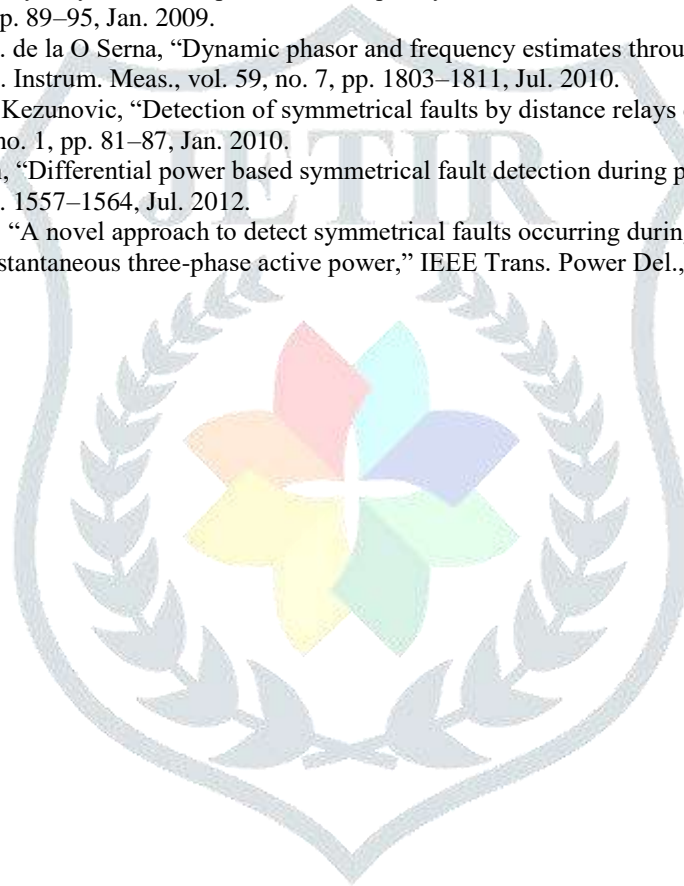 p. 89–95, Jan. 2009.
. de la O Serna, “Dynamic phasor and frequency estimates throu
. Instrum. Meas., vol. 59, no. 7, pp. 1803–1811, Jul. 2010.
Kezunovic, “Detection of symmetrical faults by distance relays
no. 1, pp. 81–87, Jan. 2010.
, “Differential power based symmetrical fault detection during p
. 1557–1564, Jul. 2012.
“A novel approach to detect symmetrical faults occurring during
stantaneous three-phase active power,” IEEE Trans. Power Del.,
JETIR